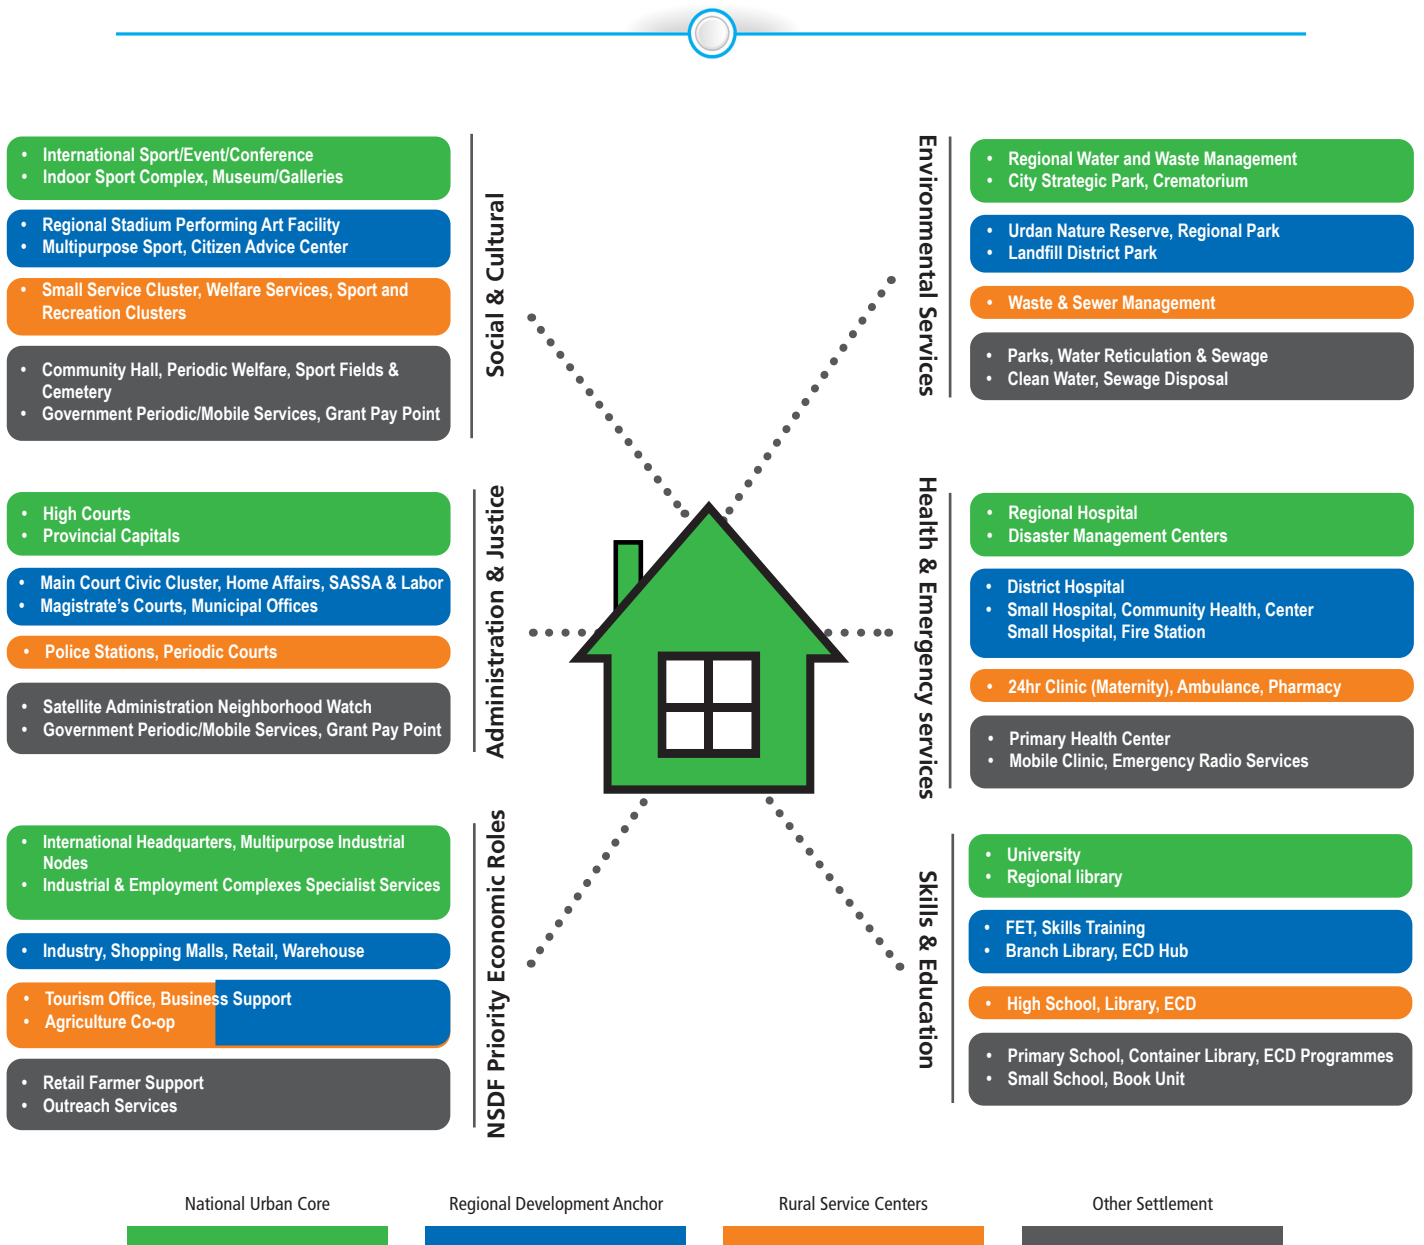 International Sport/Event/Conference
Indoor Sport Complex, Museum/Galleries
Regional Stadium Performing Art Facility
Multipurpose Sport, Citizen Advice Center
Small Service Cluster, Welfare Services, Sport and
Recreation Clusters
Community Hall, Periodic Welfare, Sport Fields &
Cemetery
Government Periodic/Mobile Services, Grant Pay Point
Social & Cultural
High Courts
Provincial Capitals
Main Court Civic Cluster, Home Affairs, SASSA & Labor
Magistrate's Courts, Municipal Offices
Police Stations, Periodic Courts
Satellite Administration Neighborhood Watch
Government Periodic/Mobile Services, Grant Pay Point
Administration & Justice
International Headquarters, Multipurpose Industrial
Nodes
Industrial & Employment Complexes Specialist Services
Industry, Shopping Malls, Retail, Warehouse
Tourism Office, Business Support
Agriculture Co-op
Retail Farmer Support
Outreach Services
NSDF Priority Economic Roles
Environmental Services
Regional Water and Waste Management
City Strategic Park, Crematorium
Urdan Nature Reserve, Regional Park
Landfill District Park
Waste & Sewer Management
Parks, Water Reticulation & Sewage
Clean Water, Sewage Disposal
Health & Emergency services
Regional Hospital
Disaster Management Centers
District Hospital
Small Hospital, Community Health, Center
Small Hospital, Fire Station
24hr Clinic (Maternity), Ambulance, Pharmacy
Primary Health Center
Mobile Clinic, Emergency Radio Services
Skills & Education
University
Regional library
FET, Skills Training
Branch Library, ECD Hub
High School, Library, ECD
Primary School, Container Library, ECD Programmes
Small School, Book Unit
National Urban Core
Regional Development Anchor
Rural Service Centers
Other Settlement